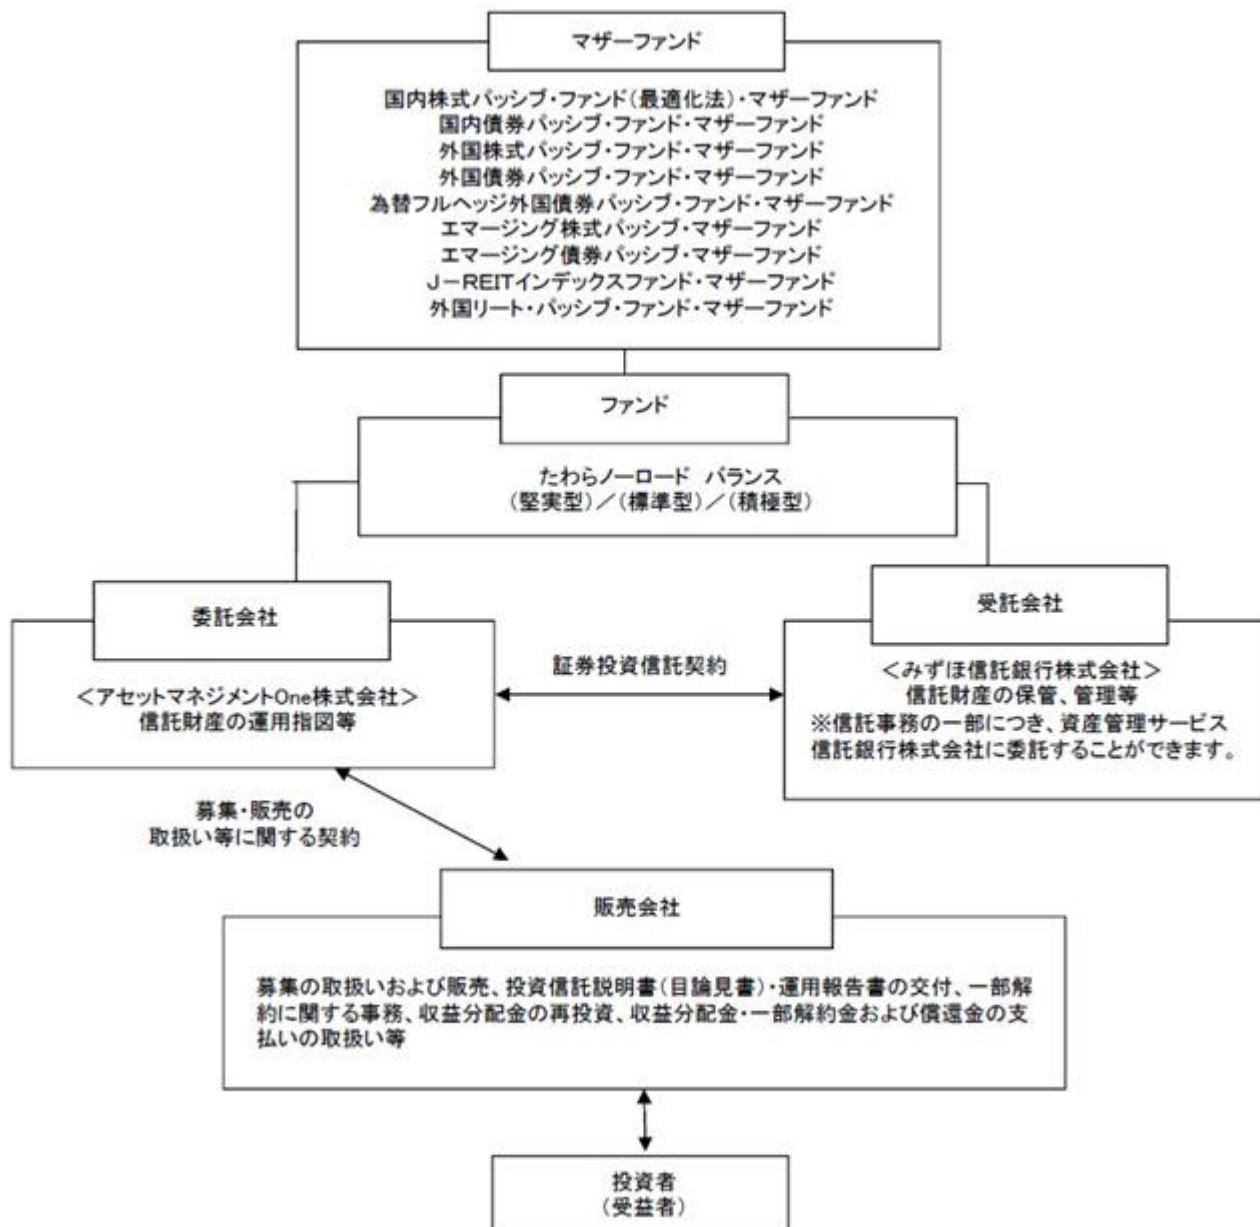 マザーファンド
国内株式パッシブ・ファンド(最適化法)・マザーファンド
国内債券パッシブ・ファンド・マザーファンド
外国株式パッシブ・ファンド・マザーファンド
外国債券パッシブ・ファンド・マザーファンド
為替フルヘッジ外国債券パッシブ・ファンド・マザーファンド
エマージング株式パッシブ・マザーファンド
エマージング債券パッシブ・マザーファンド
J-REITインデックスファンド・マザーファンド
外国リート・パッシブ・ファンド・マザーファンド
ファンド
たわらノーロード バランス
(堅実型)/(標準型)/(積極型)
委託会社
<アセットマネジメントOne株式会社>
信託財産の運用指図等
証券投資信託契約
受託会社
<みずほ信託銀行株式会社>
信託財産の保管、管理等
※信託事務の一部につき、資産管理サービス
信託銀行株式会社に委託することができます。
募集・販売の
取扱い等に関する契約
販売会社
募集の取扱いおよび販売、投資信託説明書(目論見書)・運用報告書の交付、一部解
約に関する事務、収益分配金の再投資、収益分配金・一部解約金および償還金の支
払いの取扱い等
投資者
(受益者)